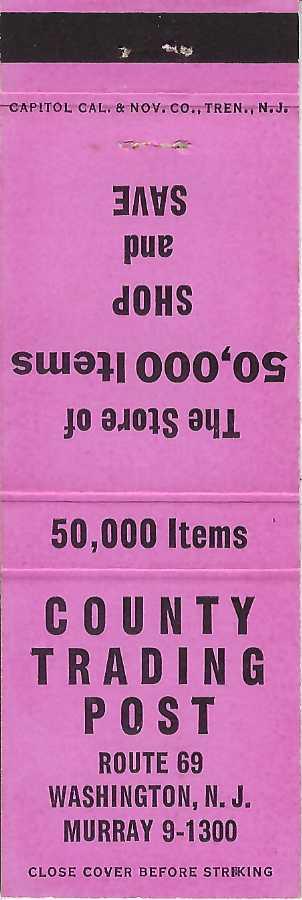 CAPITOL CAL. & NOV. CO., TREN., N. J.
The Store of
50,000 Items
SHOP
and
SAVE
50,000 Items
COUNTY
TRADING
POST
ROUTE 69
WASHINGTON, N. J.
MURRAY 9-1300
CLOSE COVER BEFORE STRIKING